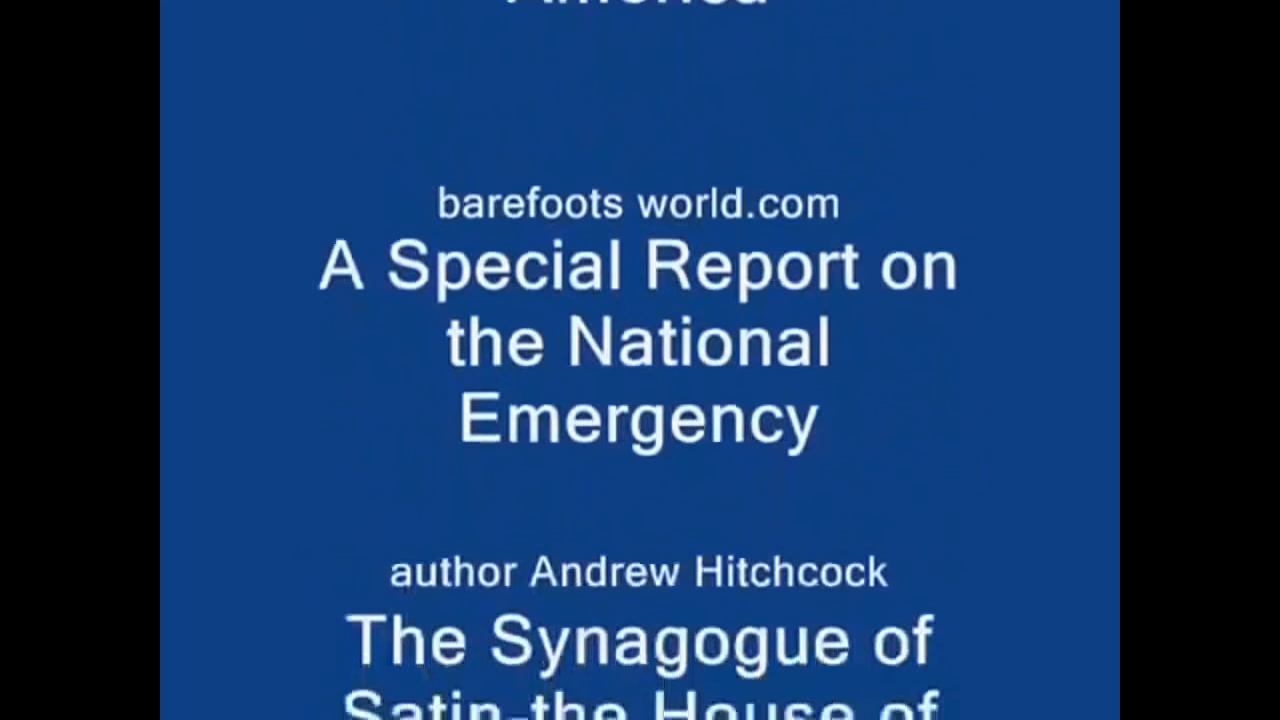 America
barefoots world.com
A Special Report on
the National
Emergency
author Andrew Hitchcock
The Synagogue of
Satin-the House of